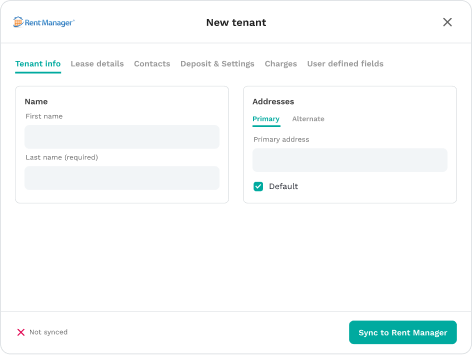 Rent Manager
New tenant
Tenant info Lease details Contacts Deposit & Settings Charges User defined fields
Name
First name
Last name (required)
Addresses
Primary Alternate
Primary address
Default
Not synced
Sync to Rent Manager